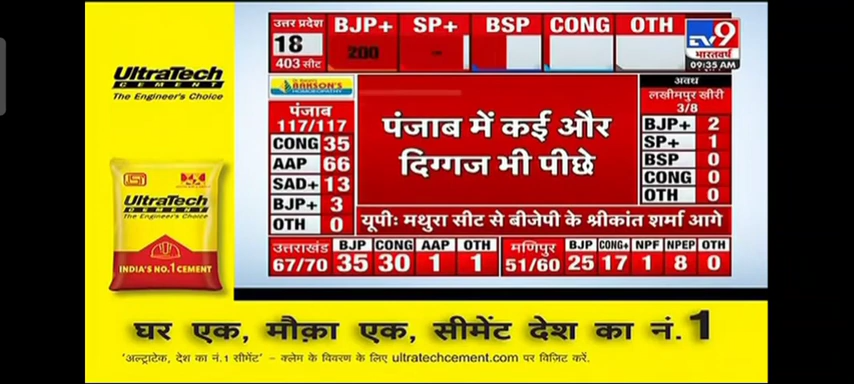 उत्तर प्रदेश BJP+ SP+ BSP CONG OTH
18 200
403 सीट
TV9
भारतवर्ष
09:35 AM
UltraTech
CEMENT
The Engineer's Choice
BAKSON'S
HOMOEOPATHY
पंजाब
117/117
CONG 35
AAP 66
SAD+ 13
BJP+ 3
OTH 0
पंजाब में कई और
दिग्गज भी पीछे
अवध
लखीमपुर खीरी
3/8
BJP+ 2
SP+ 1
BSP 0
CONG 0
OTH 0
यूपीः मथुरा सीट से बीजेपी के श्रीकांत शर्मा आगे
उत्तराखंड BJP CONG AAP OTH
67/70 35 30 1 1
मणिपुर BJP CONG+ NPF NPEP OTH
51/60 25 17 1 8 0
UltraTech
CEMENT
The Engineer's Choice
INDIA'S NO.1 CEMENT
घर एक, मौक़ा एक, सीमेंट देश का नं.1
'अल्ट्राटेक, देश का नं.1 सीमेंट' – क्लेम के विवरण के लिए ultratechcement.com पर विज़िट करें.